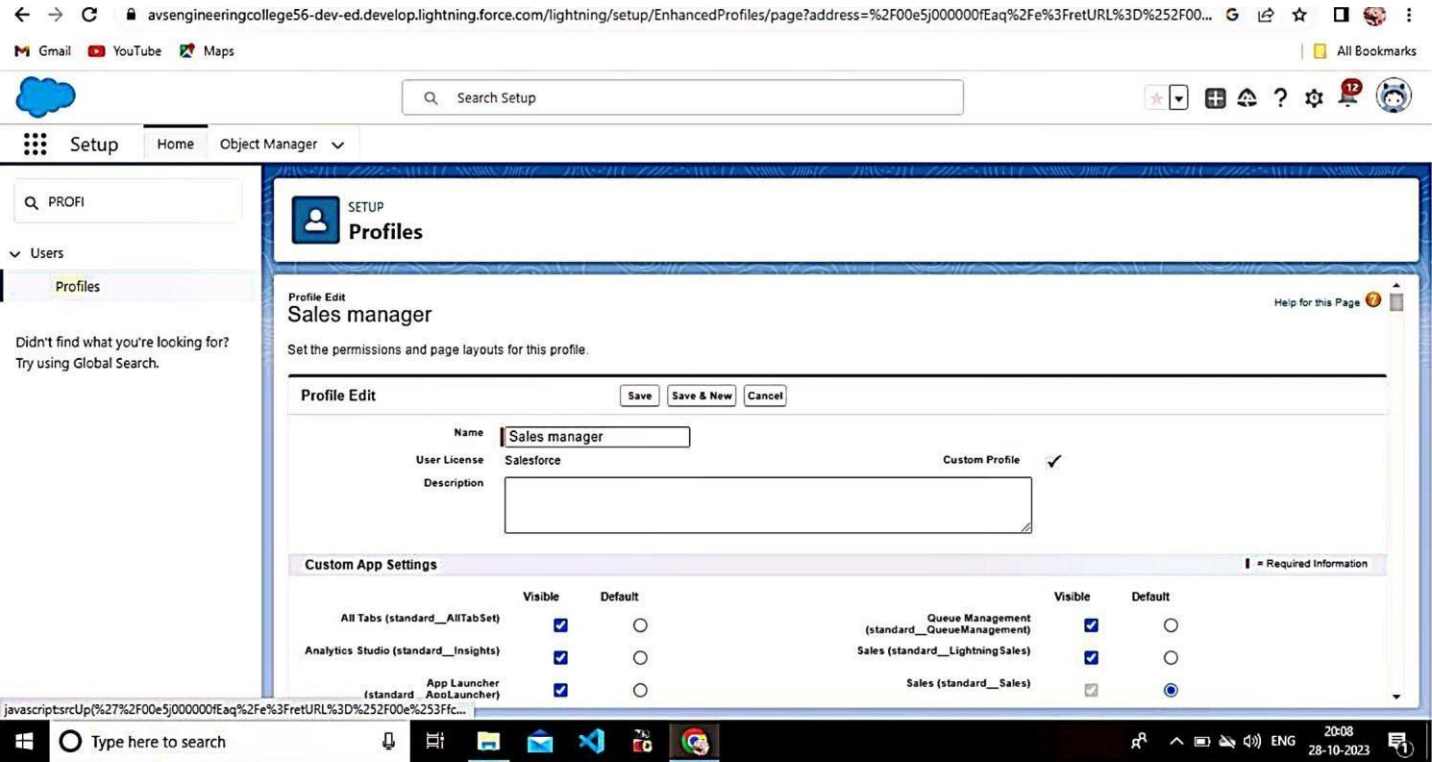 avsengineeringcollege56-dev-ed.develop.lightning.force.com/lightning/setup/EnhancedProfiles/page?address=%2F00e5j000000fEaq%2Fe%3FretURL%3D%252F00...
Gmail YouTube Maps All Bookmarks
Search Setup
12
Setup Home Object Manager
PROFI
Users
Profiles
Didn't find what you're looking for?
Try using Global Search.
SETUP
Profiles
Profile Edit
Sales manager
Help for this Page
Set the permissions and page layouts for this profile.
Profile Edit Save Save & New Cancel
Name Sales manager
User License Salesforce Custom Profile
Description
Custom App Settings = Required Information
Visible Default Visible Default
All Tabs (standard__AllTabSet) Queue Management
(standard__QueueManagement)
Analytics Studio (standard__Insights) Sales (standard__LightningSales)
App Launcher
(standard__AppLauncher) Sales (standard__Sales)
javascript:srcUp(%27%2F00e5j000000fEaq%2Fe%3FretURL%3D%252F00e%253Ffc...
Type here to search ENG 20:08
28-10-2023